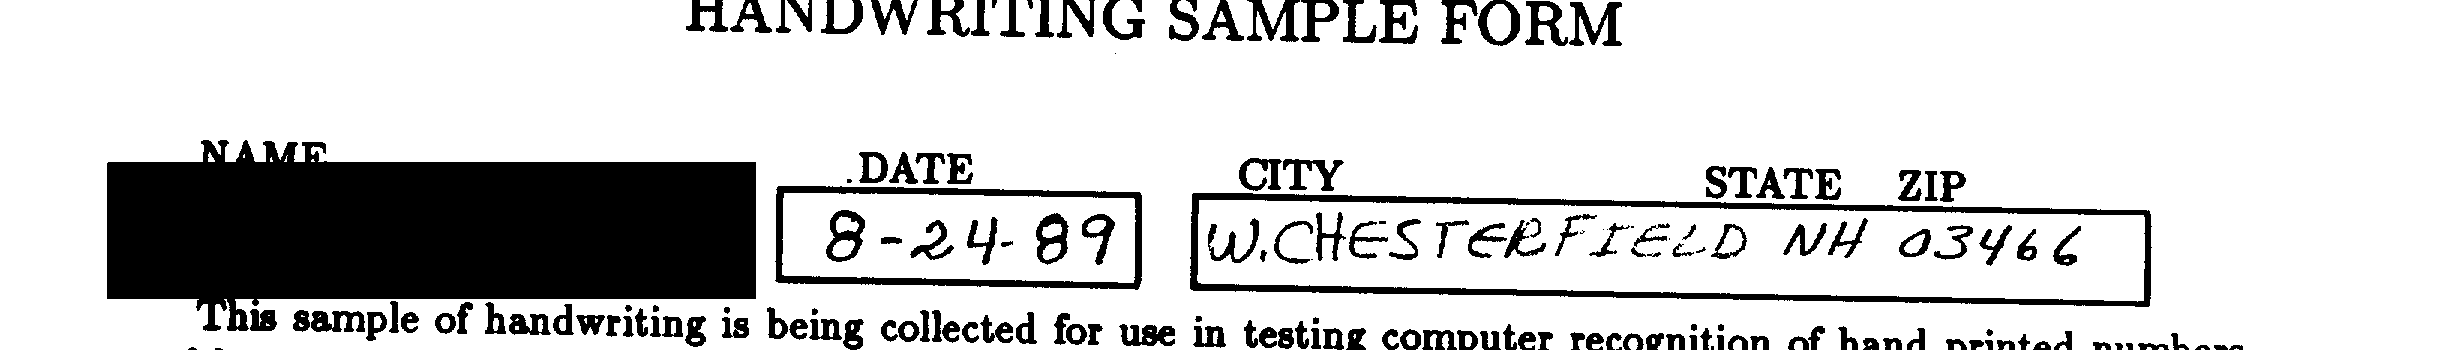 HANDWRITING SAMPLE FORM
NAME DATE CITY STATE ZIP
8-24-89 W.CHESTERFIELD NH 03466
This sample of handwriting is being collected for use in testing computer recognition of hand printed numbers